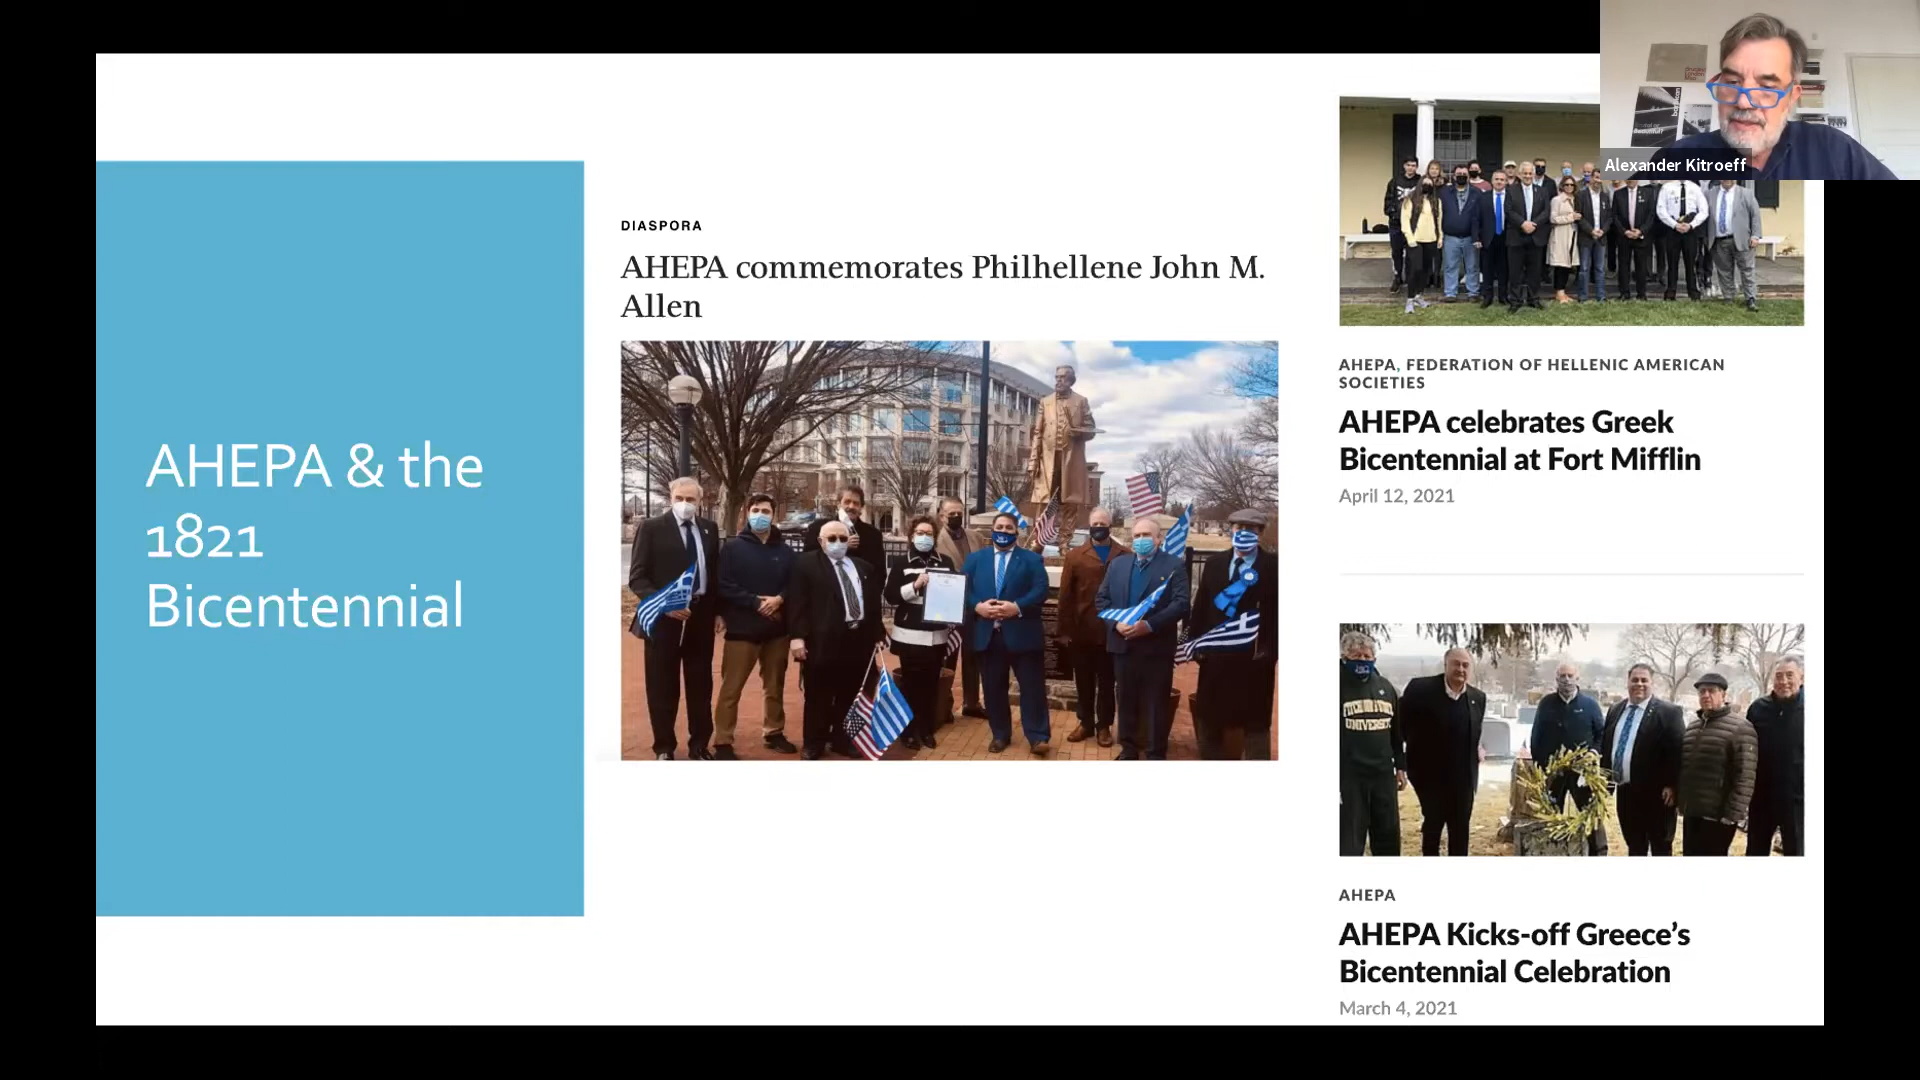 AHEPA & the
1821
Bicentennial
DIASPORA
AHEPA commemorates Philhellene John M.
Allen
Alexander Kitroeff
AHEPA, FEDERATION OF HELLENIC AMERICAN
SOCIETIES
AHEPA celebrates Greek
Bicentennial at Fort Mifflin
April 12, 2021
UNIVERSITY
AHEPA
AHEPA Kicks-off Greece’s
Bicentennial Celebration
March 4, 2021